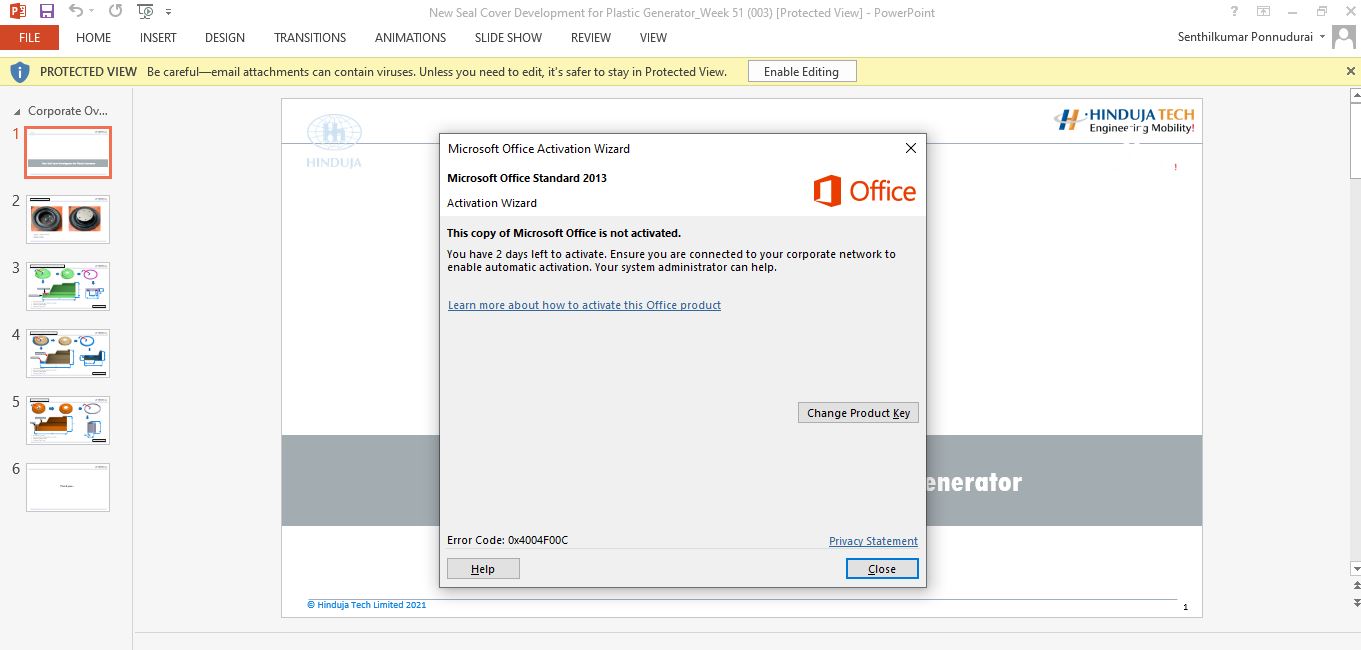 New Seal Cover Development for Plastic Generator_Week 51 (003) [Protected View] - PowerPoint
?
FILE HOME INSERT DESIGN TRANSITIONS ANIMATIONS SLIDE SHOW REVIEW VIEW
Senthilkumar Ponnudurai
PROTECTED VIEW Be careful—email attachments can contain viruses. Unless you need to edit, it's safer to stay in Protected View. Enable Editing
Corporate Ov...
1
2
3
4
5
6
HINDUJA
HINDUJA TECH
Engineering Mobility!
!
Microsoft Office Activation Wizard
Microsoft Office Standard 2013
Activation Wizard
Office
This copy of Microsoft Office is not activated.
You have 2 days left to activate. Ensure you are connected to your corporate network to
enable automatic activation. Your system administrator can help.
Learn more about how to activate this Office product
Change Product Key
enerator
Error Code: 0x4004F00C
Privacy Statement
Help
Close
© Hinduja Tech Limited 2021
1